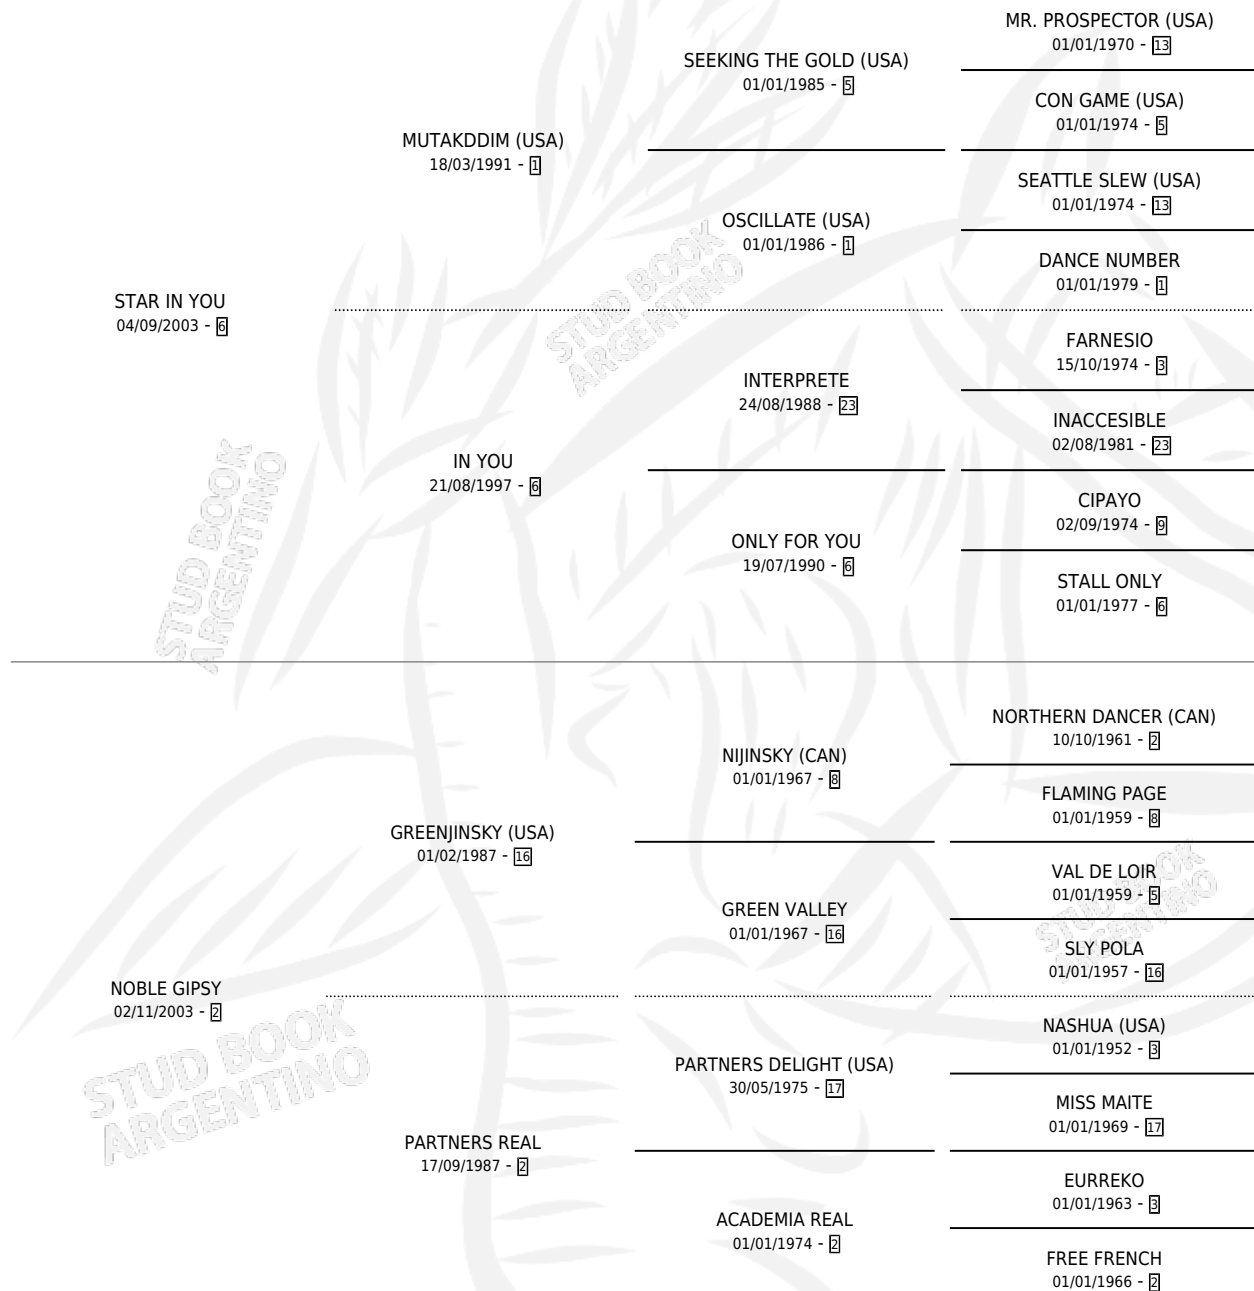 MR. PROSPECTOR (USA)
01/01/1970 - 13
SEEKING THE GOLD (USA)
01/01/1985 - 5
CON GAME (USA)
01/01/1974 - 5
MUTAKDDIM (USA)
18/03/1991 - 1
SEATTLE SLEW (USA)
01/01/1974 - 13
OSCILLATE (USA)
01/01/1986 - 1
DANCE NUMBER
01/01/1979 - 1
STAR IN YOU
04/09/2003 - 6
STUD BOOK
ARGENTINO
FARNESIO
15/10/1974 - 3
INTERPRETE
24/08/1988 - 23
INACCESIBLE
02/08/1981 - 23
IN YOU
21/08/1997 - 6
CIPAYO
02/09/1974 - 9
ONLY FOR YOU
19/07/1990 - 6
STALL ONLY
01/01/1977 - 6
STUD BOOK
ARGENTINO
NORTHERN DANCER (CAN)
10/10/1961 - 2
NIJINSKY (CAN)
01/01/1967 - 8
FLAMING PAGE
01/01/1959 - 8
GREENJINSKY (USA)
01/02/1987 - 16
VAL DE LOIR
01/01/1959 - 5
GREEN VALLEY
01/01/1967 - 16
STUD BOOK
ARGENTINO
SLY POLA
01/01/1957 - 16
NOBLE GIPSY
02/11/2003 - 2
STUD BOOK
ARGENTINO
NASHUA (USA)
01/01/1952 - 3
PARTNERS DELIGHT (USA)
30/05/1975 - 17
MISS MAITE
01/01/1969 - 17
PARTNERS REAL
17/09/1987 - 2
EURREKO
01/01/1963 - 3
ACADEMIA REAL
01/01/1974 - 2
FREE FRENCH
01/01/1966 - 2